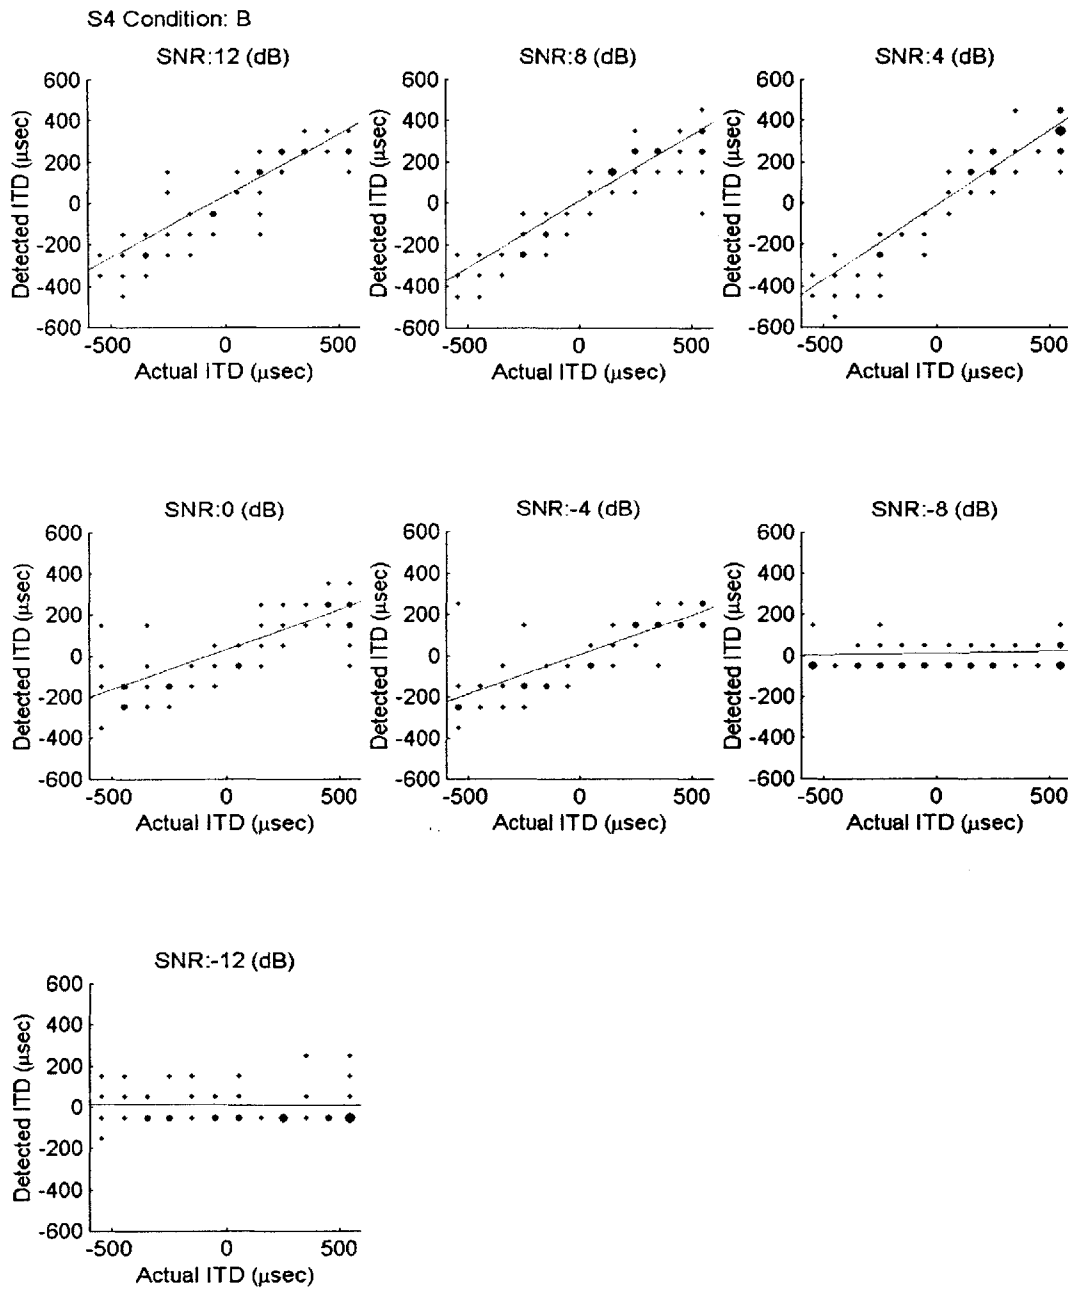 S4 Condition: B
SNR:12 (dB)
SNR:8 (dB)
SNR:4 (dB)
600
400
200
0
-200
-400
-600
Detected ITD (µsec)
-500 0 500
Actual ITD (µsec)
600
400
200
0
-200
-400
-600
Detected ITD (µsec)
-500 0 500
Actual ITD (µsec)
600
400
200
0
-200
-400
-600
Detected ITD (µsec)
-500 0 500
Actual ITD (µsec)
SNR:0 (dB)
SNR:-4 (dB)
SNR:-8 (dB)
600
400
200
0
-200
-400
-600
Detected ITD (µsec)
-500 0 500
Actual ITD (µsec)
600
400
200
0
-200
-400
-600
Detected ITD (µsec)
-500 0 500
Actual ITD (µsec)
600
400
200
0
-200
-400
-600
Detected ITD (µsec)
-500 0 500
Actual ITD (µsec)
SNR:-12 (dB)
600
400
200
0
-200
-400
-600
Detected ITD (µsec)
-500 0 500
Actual ITD (µsec)